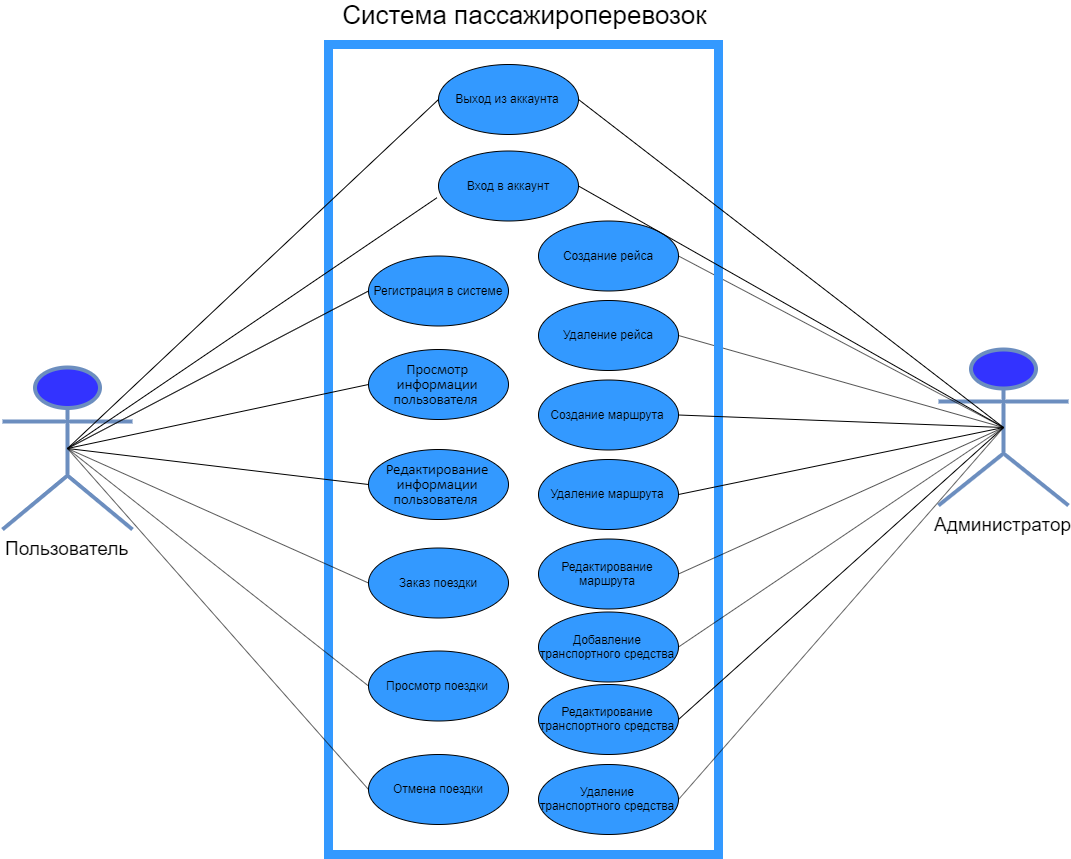 Система пассажироперевозок
Выход из аккаунта
Вход в аккаунт
Создание рейса
Регистрация в системе
Удаление рейса
Просмотр
информации
пользователя
Создание маршрута
Редактирование
информации
пользователя
Удаление маршрута
Пользователь
Администратор
Заказ поездки
Редактирование
маршрута
Добавление
транспортного средства
Просмотр поездки
Редактирование
транспортного средства
Отмена поездки
Удаление
транспортного средства